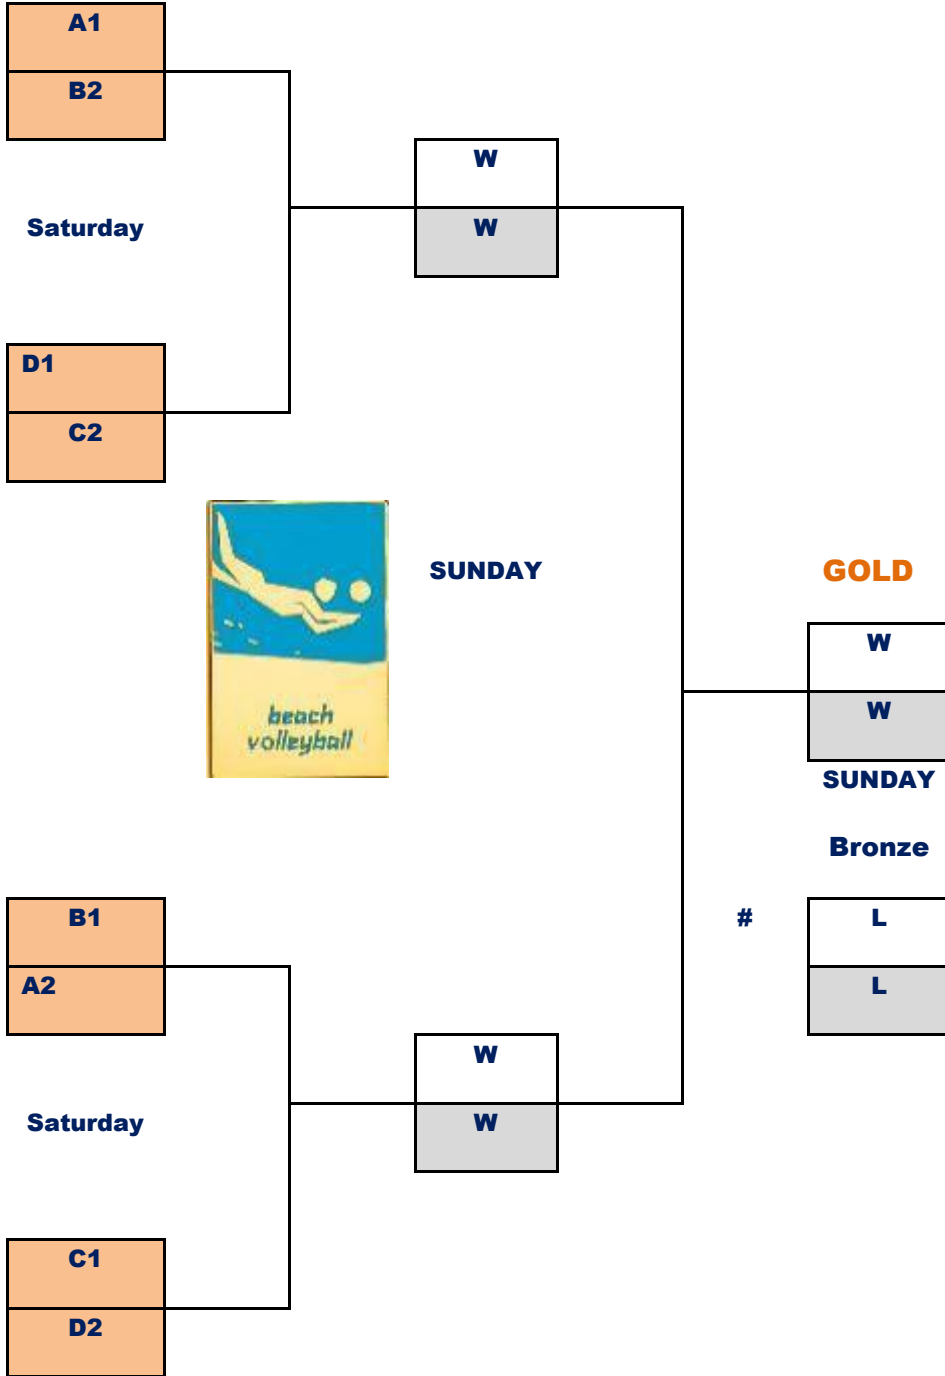 A1
B2
W
Saturday
W
D1
C2
SUNDAY
GOLD
beach
volleyball
W
W
SUNDAY
Bronze
B1
#
L
A2
L
W
Saturday
W
C1
D2